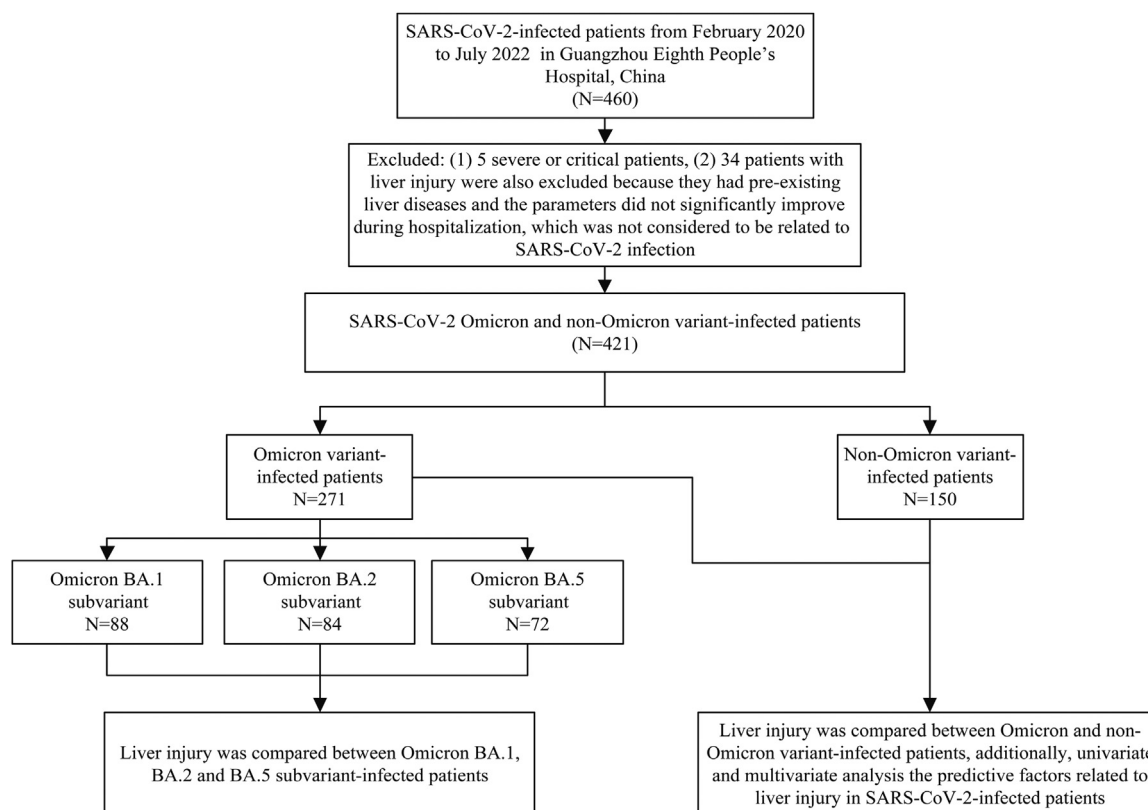 SARS-CoV-2-infected patients from February 2020
to July 2022 in Guangzhou Eighth People's
Hospital, China
(N=460)
Excluded: (1) 5 severe or critical patients, (2) 34 patients with
liver injury were also excluded because they had pre-existing
liver diseases and the parameters did not significantly improve
during hospitalization, which was not considered to be related to
SARS-CoV-2 infection
SARS-CoV-2 Omicron and non-Omicron variant-infected patients
(N=421)
Omicron variant-
infected patients
N=271
Non-Omicron variant-
infected patients
N=150
Omicron BA.1
subvariant
N=88
Omicron BA.2
subvariant
N=84
Omicron BA.5
subvariant
N=72
Liver injury was compared between Omicron BA.1,
BA.2 and BA.5 subvariant-infected patients
Liver injury was compared between Omicron and non-
Omicron variant-infected patients, additionally, univariate
and multivariate analysis the predictive factors related to
liver injury in SARS-CoV-2-infected patients